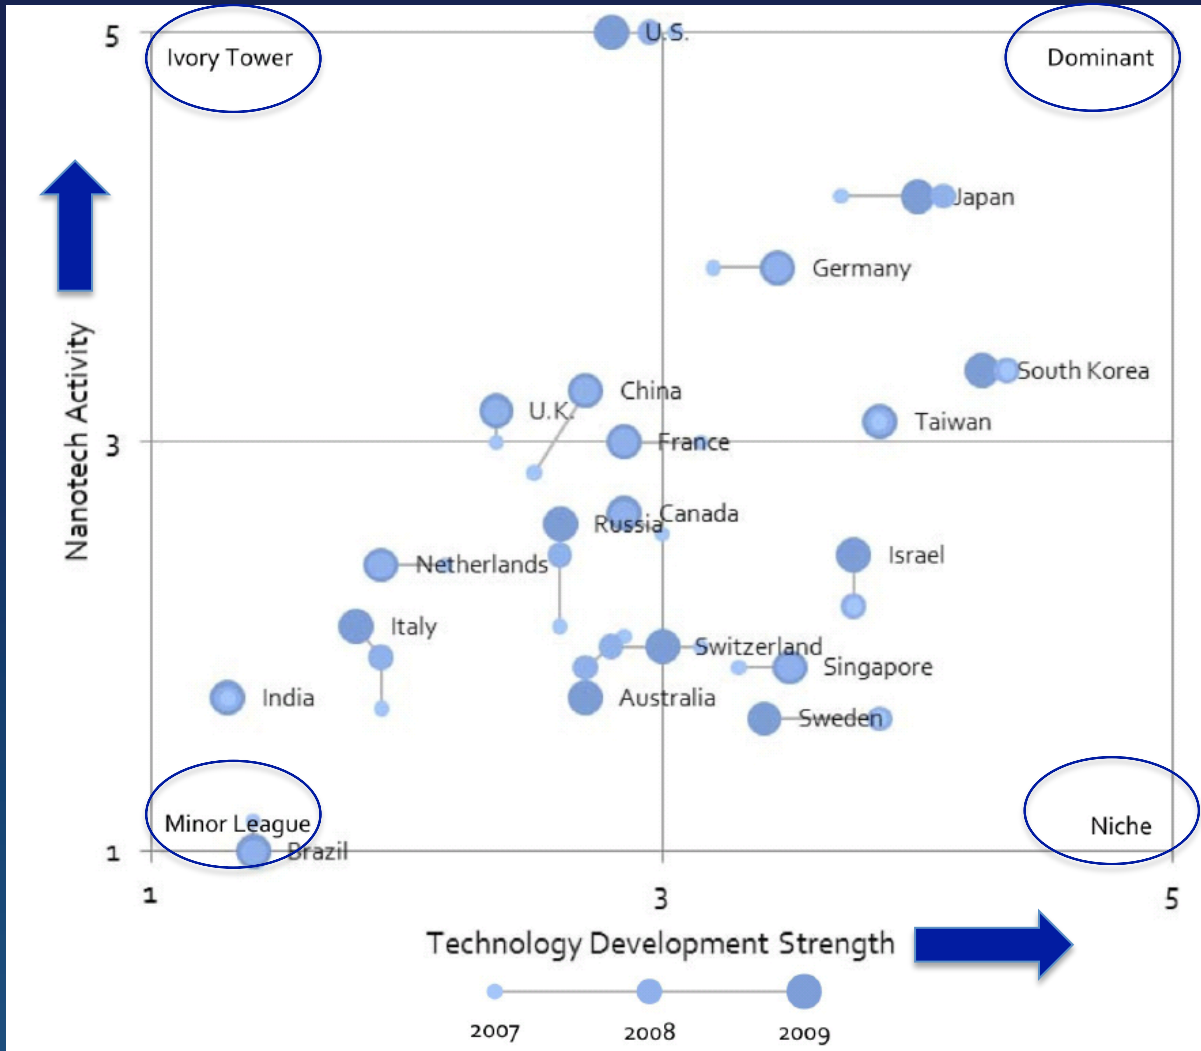 5
Ivory Tower
U.S.
Dominant
Japan
Germany
South Korea
China
U.K.
Taiwan
3
France
Canada
Russia
Israel
Netherlands
Italy
Switzerland
Singapore
India
Australia
Sweden
Minor League
Niche
1
Brazil
Nanotech Activity
1
3
5
Technology Development Strength
2007
2008
2009